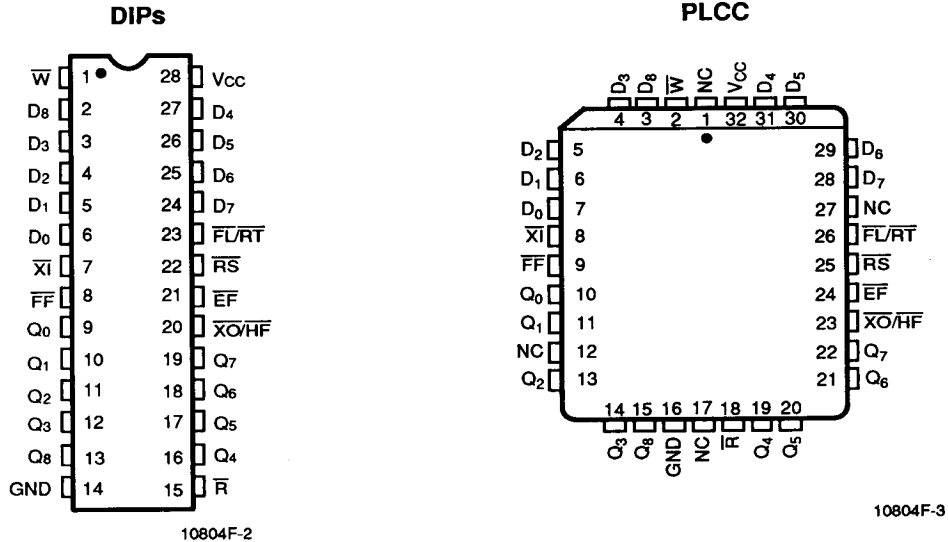 DIPs
W̅ 1 28 VCC
D8 2 27 D4
D3 3 26 D5
D2 4 25 D6
D1 5 24 D7
D0 6 23 F̅L̅/R̅T̅
X̅I̅ 7 22 R̅S̅
F̅F̅ 8 21 E̅F̅
Q0 9 20 X̅O̅/H̅F̅
Q1 10 19 Q7
Q2 11 18 Q6
Q3 12 17 Q5
Q8 13 16 Q4
GND 14 15 R̅
10804F-2
PLCC
D3 D8 W̅ NC VCC D4 D5
4 3 2 1 32 31 30
D2 5 29 D6
D1 6 28 D7
D0 7 27 NC
X̅I̅ 8 26 F̅L̅/R̅T̅
F̅F̅ 9 25 R̅S̅
Q0 10 24 E̅F̅
Q1 11 23 X̅O̅/H̅F̅
NC 12 22 Q7
Q2 13 21 Q6
14 15 16 17 18 19 20
Q3 Q8 GND NC R̅ Q4 Q5
10804F-3